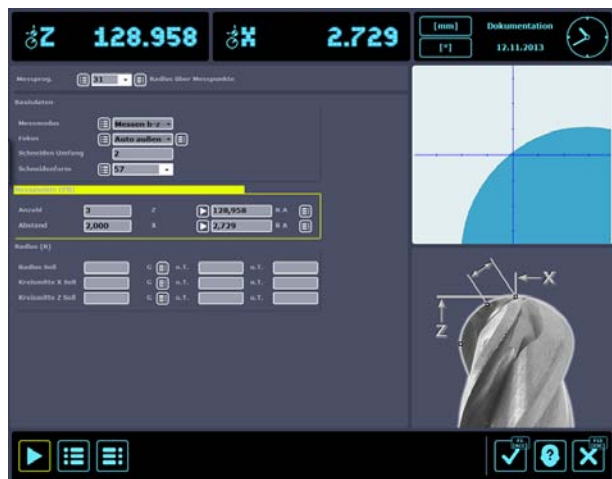 Z 128.958 X 2.729
[mm] Dokumentation
[°] 12.11.2013
Messprog. 31 Radius über Messpunkte
Basisdaten
Messmodus Messen b-z
Fokus Auto außen
Schneiden Umfang 2
Schneidenform 57
Anzahl 3 Z 128,958 N A
Abstand 2,000 X 2,729 B A
Radius (R)
Radius Soll G o.T. u.T.
Kreismitte X Soll G o.T. u.T.
Kreismitte Z Soll G o.T. u.T.
X
Z